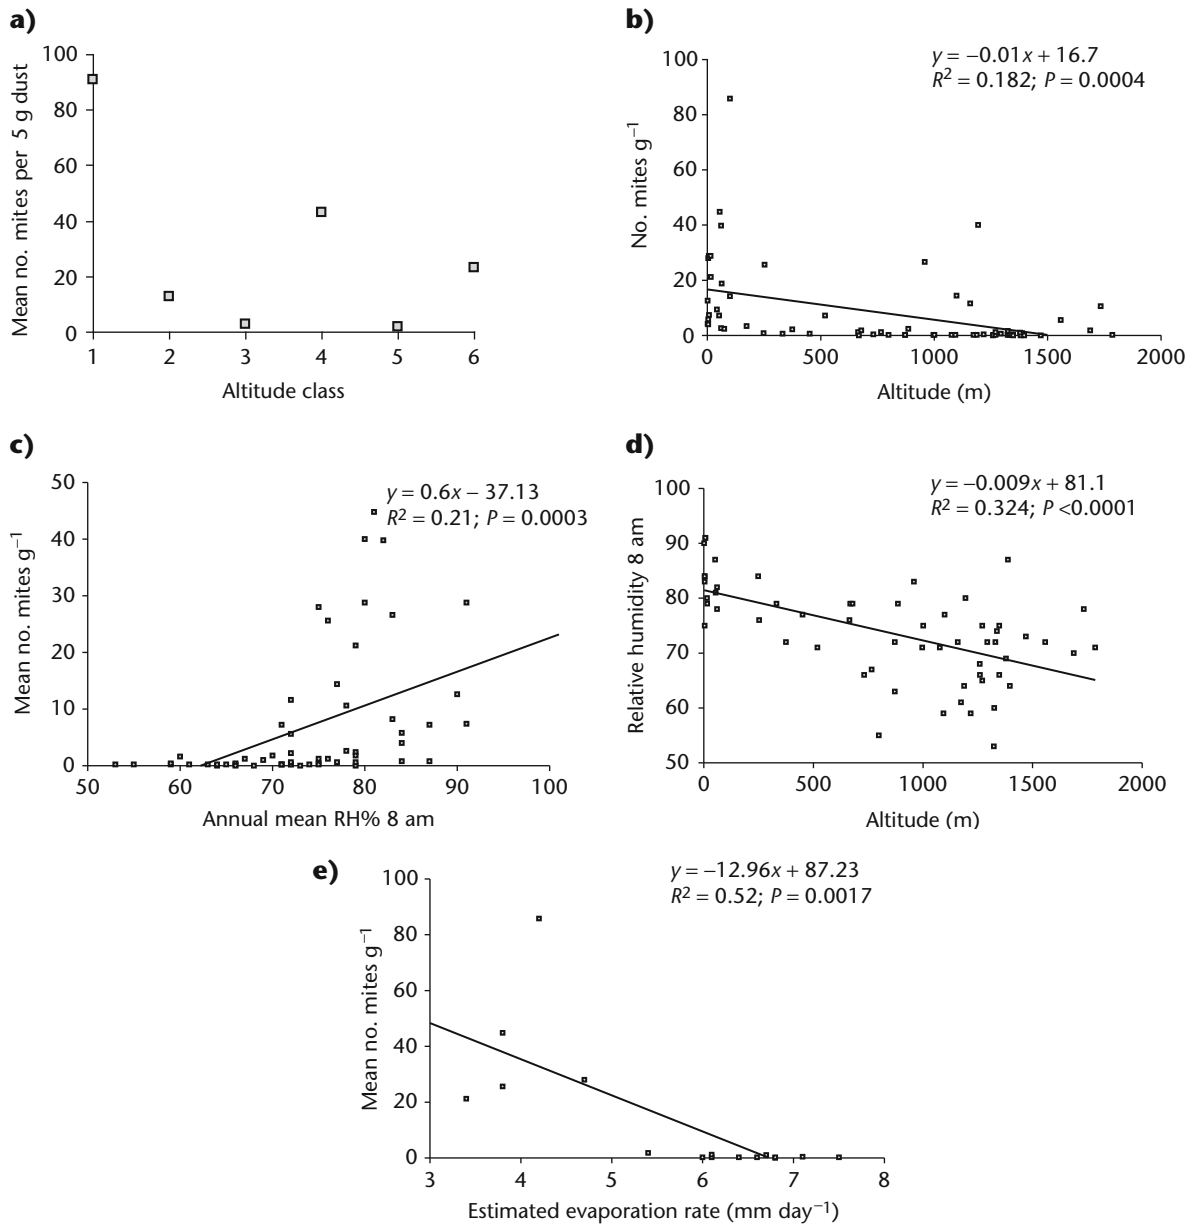 a)
100
80
60
40
20
0
Mean no. mites per 5 g dust
1 2 3 4 5 6
Altitude class
b)
y = −0.01x + 16.7
R² = 0.182; P = 0.0004
100
80
60
40
20
0
No. mites g⁻¹
0 500 1000 1500 2000
Altitude (m)
c)
y = 0.6x − 37.13
R² = 0.21; P = 0.0003
50
40
30
20
10
0
Mean no. mites g⁻¹
50 60 70 80 90 100
Annual mean RH% 8 am
d)
y = −0.009x + 81.1
R² = 0.324; P <0.0001
100
90
80
70
60
50
Relative humidity 8 am
0 500 1000 1500 2000
Altitude (m)
e)
y = −12.96x + 87.23
R² = 0.52; P = 0.0017
100
80
60
40
20
0
Mean no. mites g⁻¹
3 4 5 6 7 8
Estimated evaporation rate (mm day⁻¹)